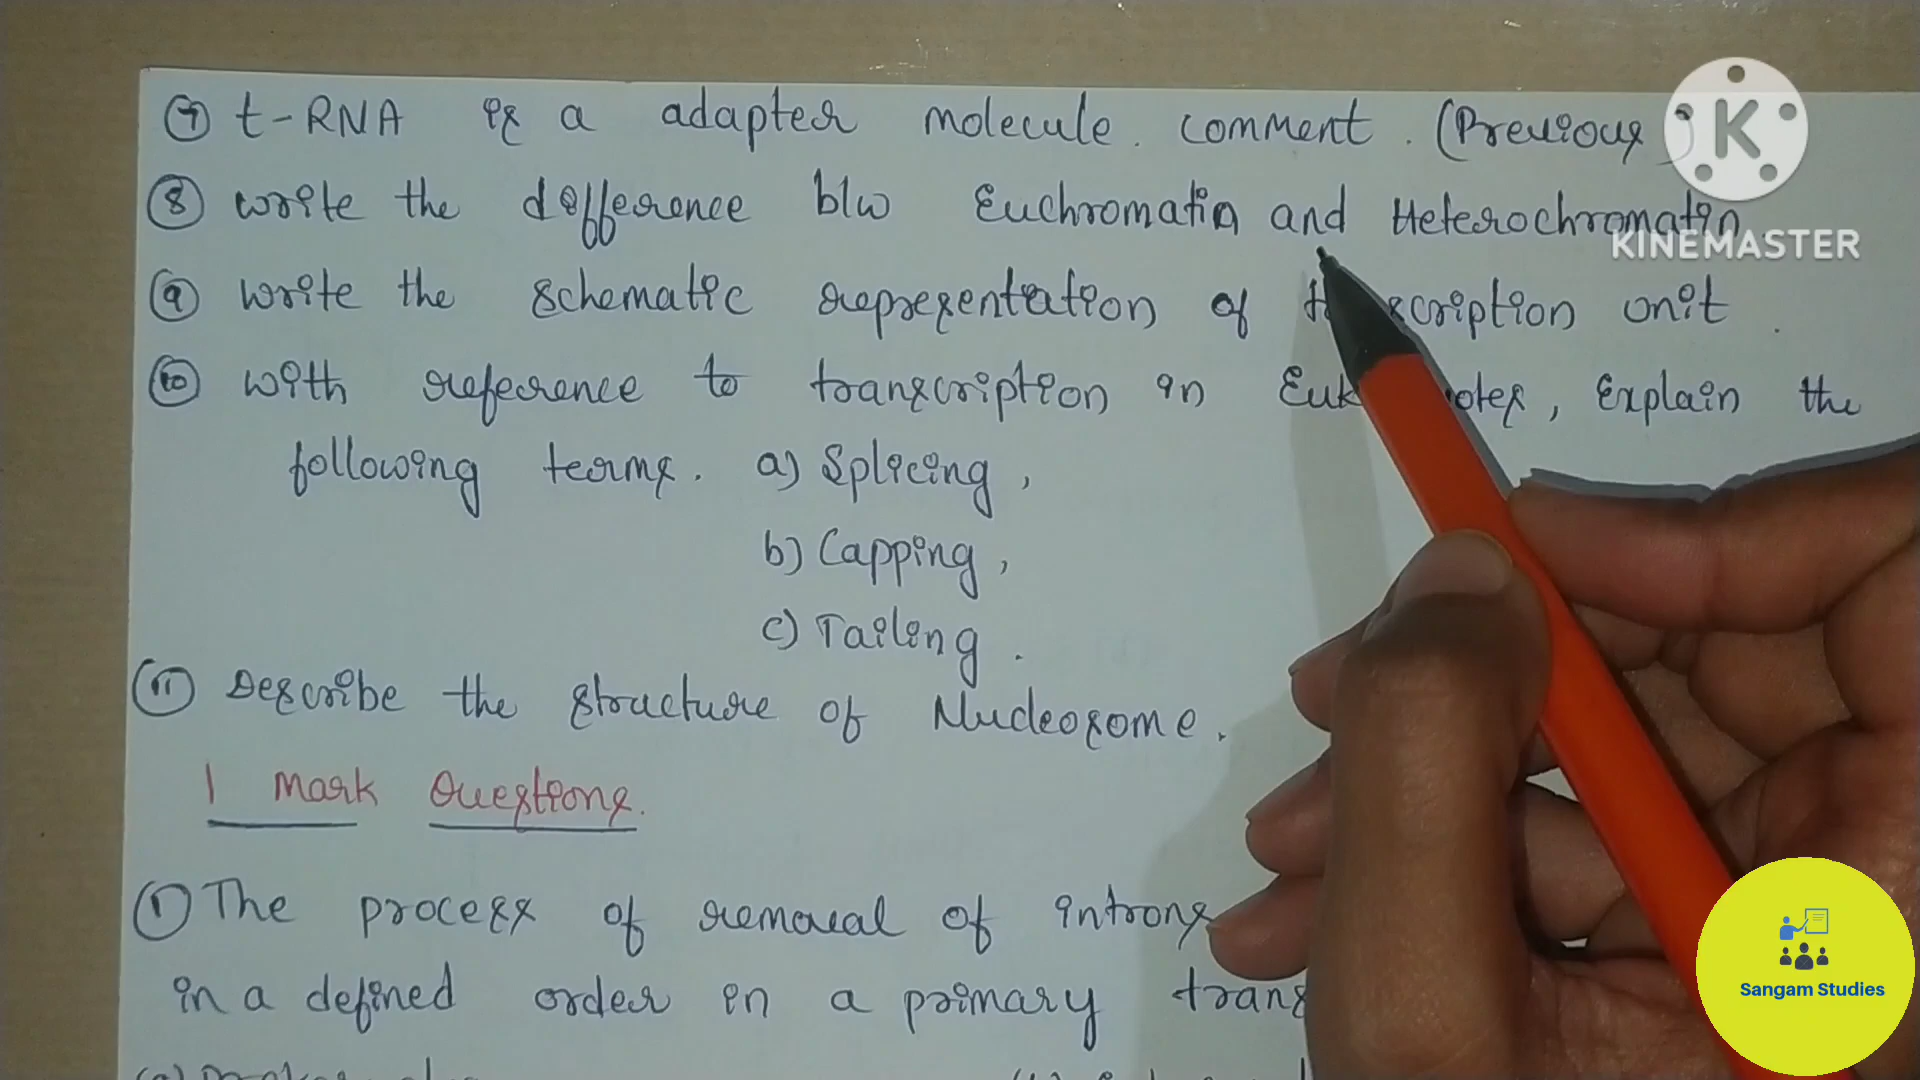 7 t-RNA is a adapter molecule. comment. (Previous)
8 write the difference b/w Euchromatin and Heterochromatin.
9 write the schematic representation of unit.
10 with reference to transcription in explain the
following terms. a) Splicing,
b) Capping,
c) Tailing.
11 Describe the structure of Nucleosome.
1 Mark Questions.
1 The process of removal of introns
in a defined order in a primary
K
KINEMASTER
Sangam Studies